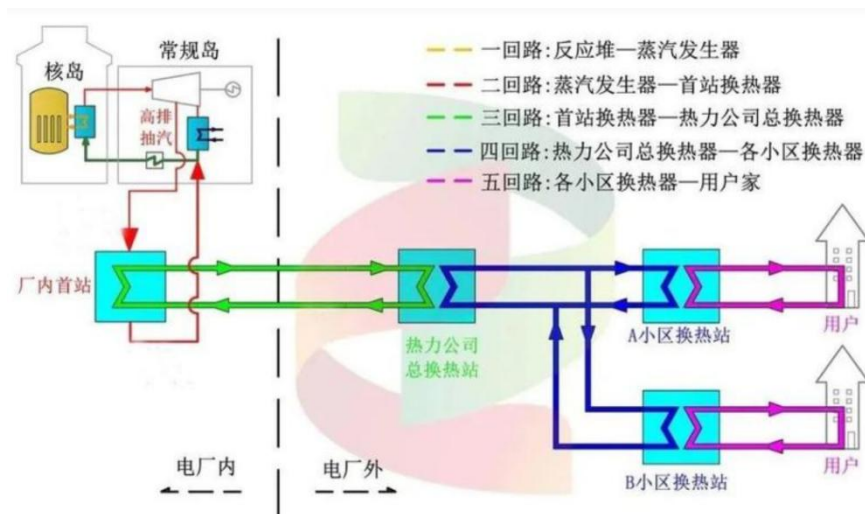 核岛
常规岛
高排
抽汽
一回路:反应堆—蒸汽发生器
二回路:蒸汽发生器—首站换热器
三回路:首站换热器—热力公司总换热器
四回路:热力公司总换热器—各小区换热器
五回路:各小区换热器—用户家
厂内首站
热力公司
总换热站
A小区换热站
用户
B小区换热站
用户
电厂内
电厂外